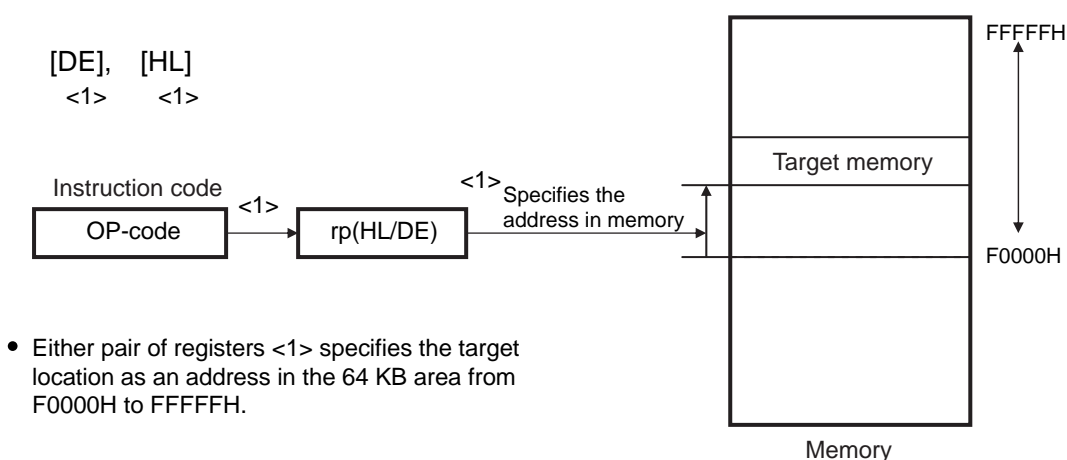 [DE], [HL]
<1> <1>
Instruction code
OP-code
<1>
rp(HL/DE)
<1>
Specifies the
address in memory
Target memory
FFFFFH
F0000H
Memory
• Either pair of registers <1> specifies the target
location as an address in the 64 KB area from
F0000H to FFFFFH.